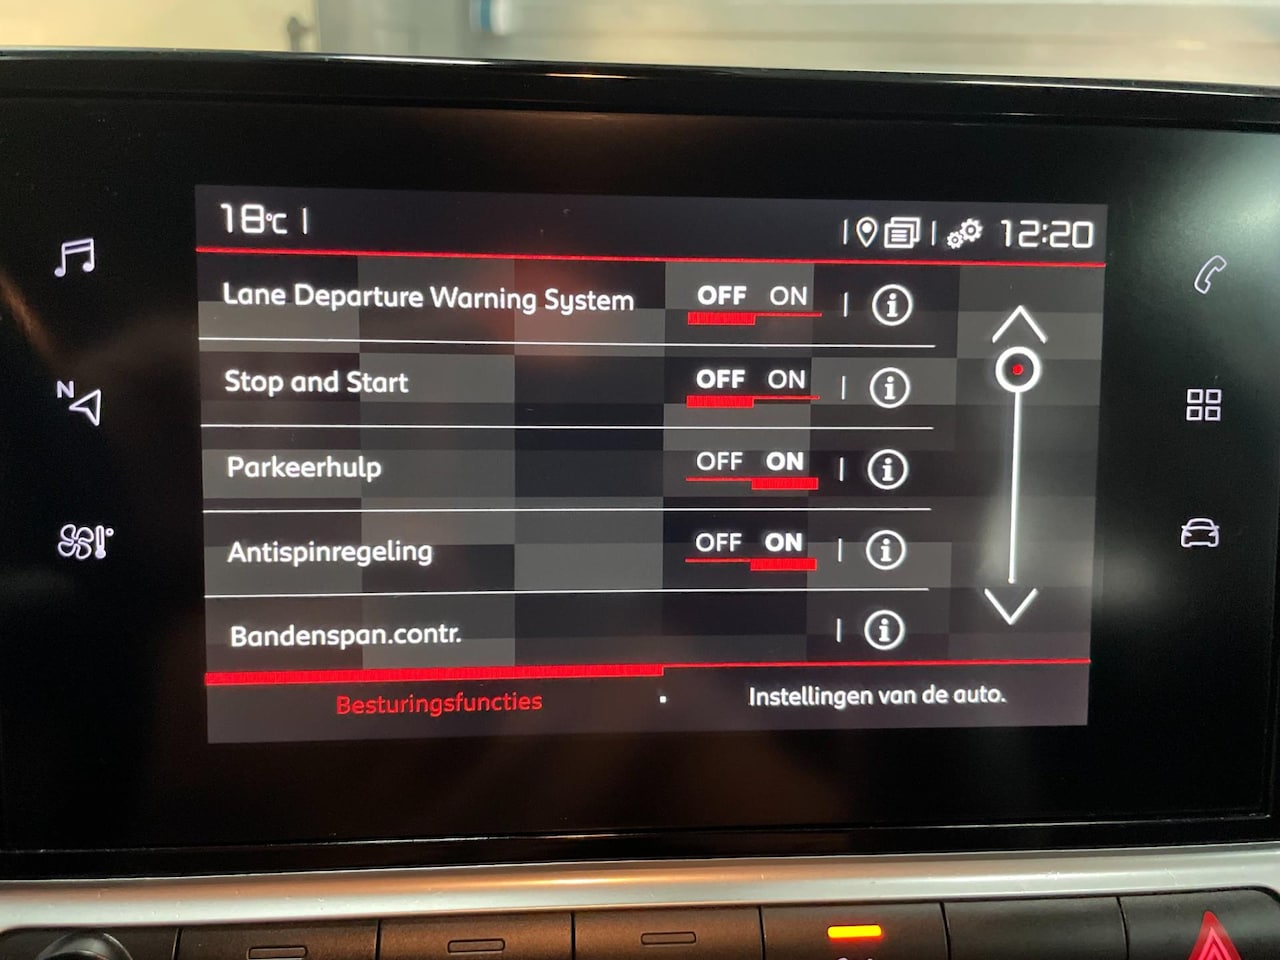 18°C
12:20
Lane Departure Warning System OFF ON
Stop and Start OFF ON
Parkeerhulp OFF ON
Antispinregeling OFF ON
Bandenspan.contr.
Besturingsfuncties
Instellingen van de auto.
N